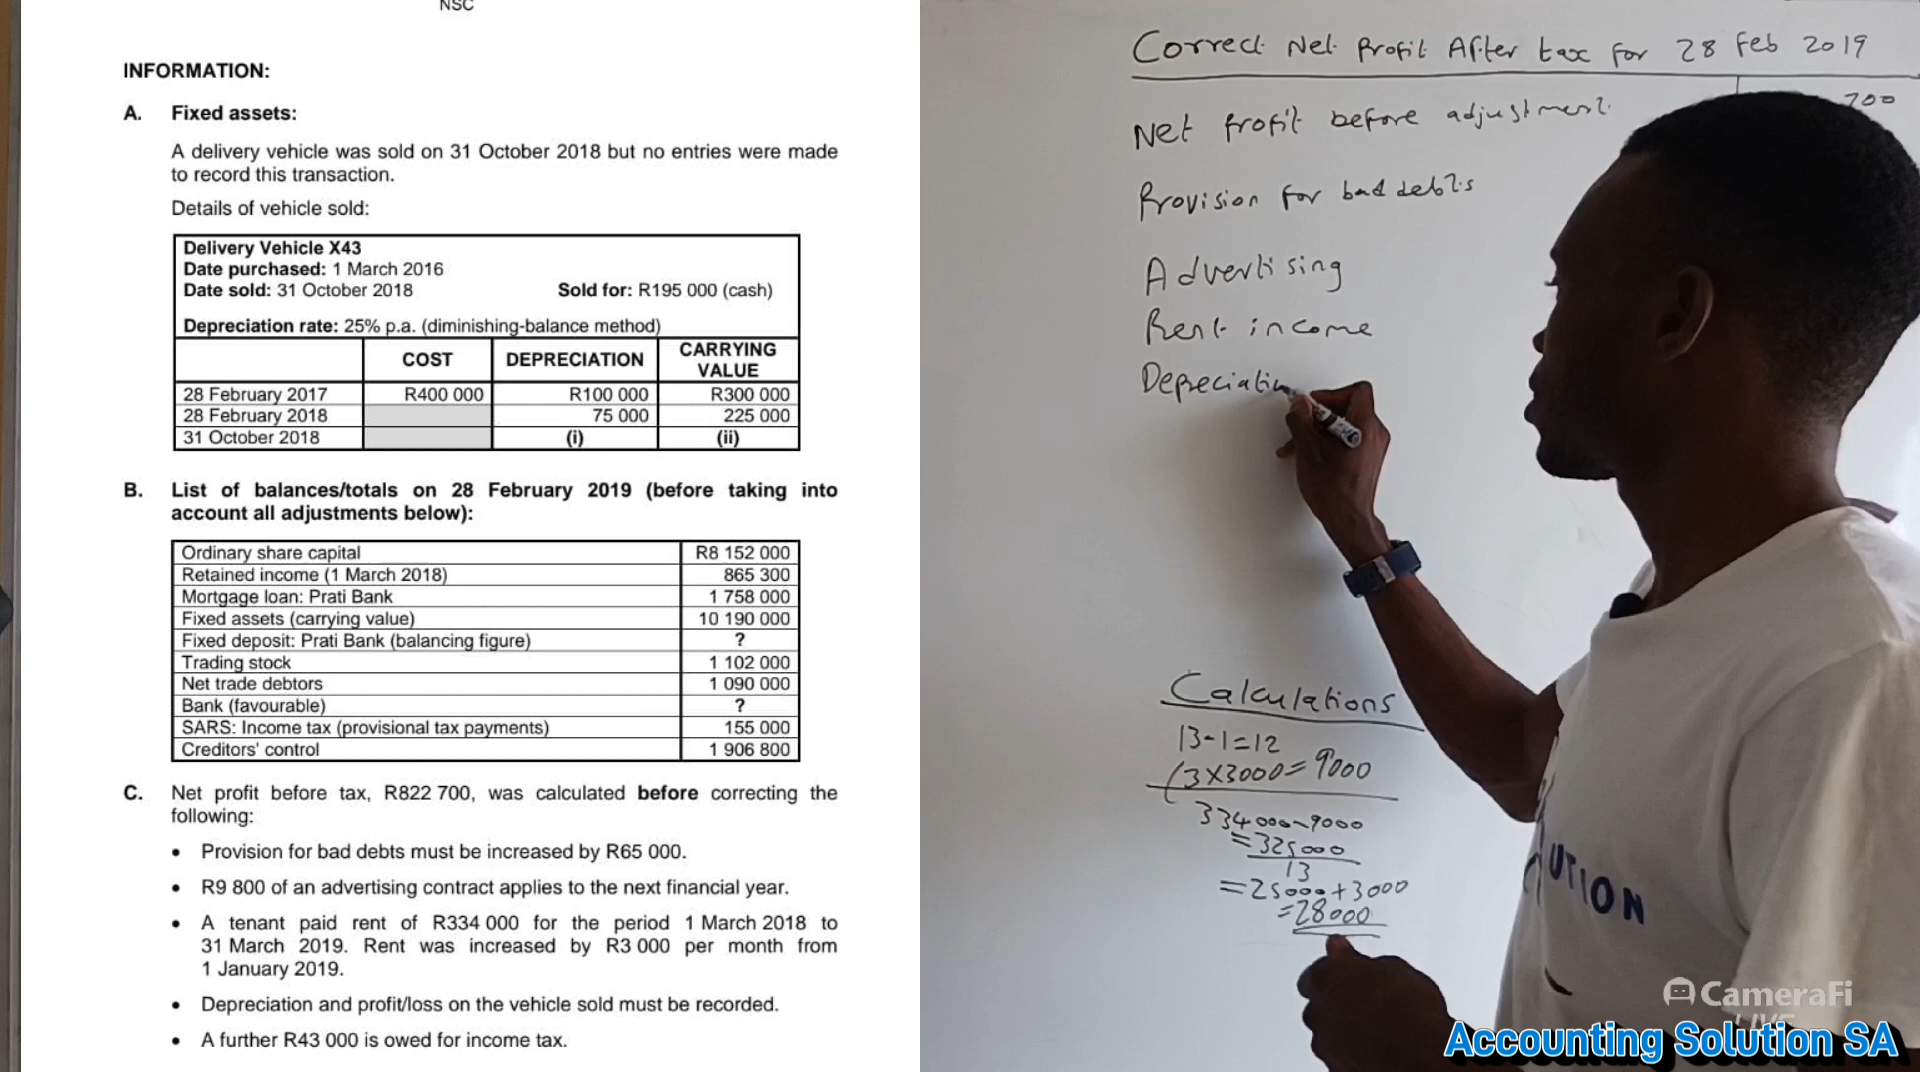 NSC
INFORMATION:
A. Fixed assets:
A delivery vehicle was sold on 31 October 2018 but no entries were made
to record this transaction.
Details of vehicle sold:
Delivery Vehicle X43
Date purchased: 1 March 2016
Date sold: 31 October 2018 Sold for: R195 000 (cash)
Depreciation rate: 25% p.a. (diminishing-balance method)
COST DEPRECIATION CARRYING VALUE
28 February 2017 R400 000 R100 000 R300 000
28 February 2018 75 000 225 000
31 October 2018 (i) (ii)
B. List of balances/totals on 28 February 2019 (before taking into
account all adjustments below):
Ordinary share capital R8 152 000
Retained income (1 March 2018) 865 300
Mortgage loan: Prati Bank 1 758 000
Fixed assets (carrying value) 10 190 000
Fixed deposit: Prati Bank (balancing figure) ?
Trading stock 1 102 000
Net trade debtors 1 090 000
Bank (favourable) ?
SARS: Income tax (provisional tax payments) 155 000
Creditors' control 1 906 800
C. Net profit before tax, R822 700, was calculated before correcting the
following:
• Provision for bad debts must be increased by R65 000.
• R9 800 of an advertising contract applies to the next financial year.
• A tenant paid rent of R334 000 for the period 1 March 2018 to
31 March 2019. Rent was increased by R3 000 per month from
1 January 2019.
• Depreciation and profit/loss on the vehicle sold must be recorded.
• A further R43 000 is owed for income tax.
Correct Net Profit After tax for 28 Feb 2019
Net Profit before adjustment 700
Provision for bad debts
Advertising
Rent income
Depreciation
Calculations
13-1=12
(3X3000=9000
334000-9000
=325000
13
=25000+3000
=28000
UTION
CameraFi
LIVE
Accounting Solution SA